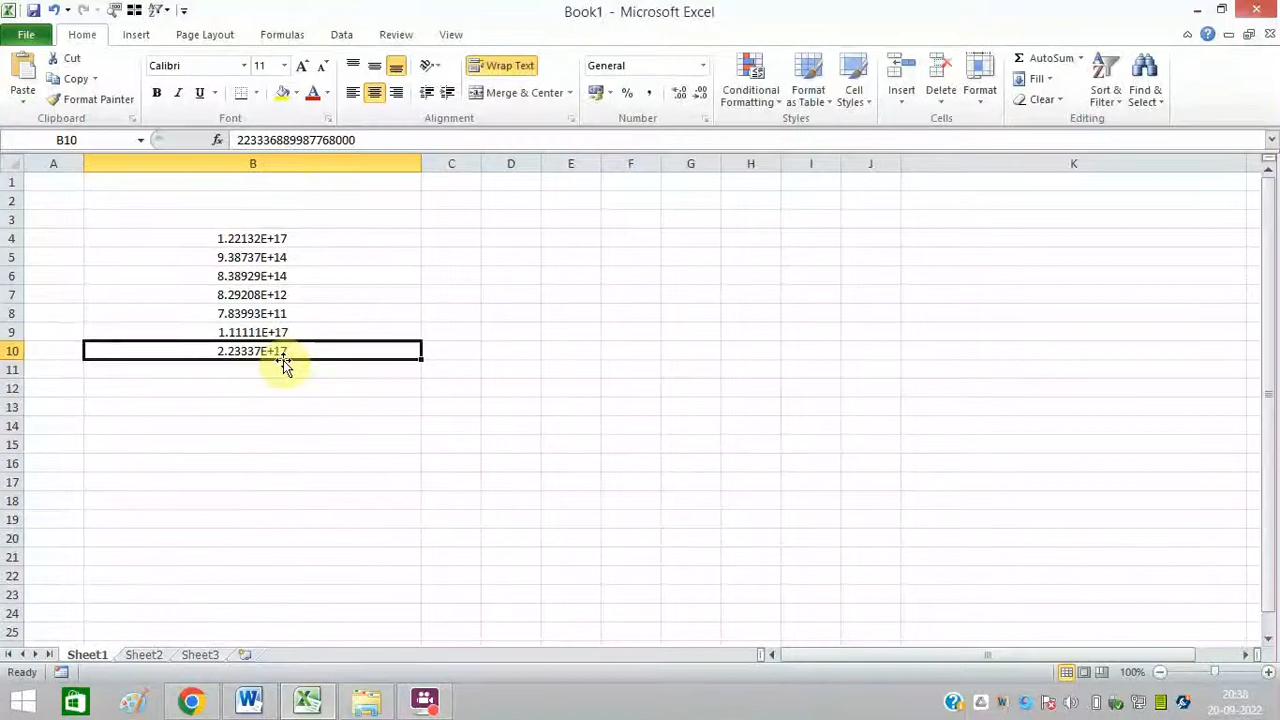 Book1 - Microsoft Excel
File Home Insert Page Layout Formulas Data Review View
Paste
Cut
Copy
Format Painter
Clipboard
Calibri 11
B I U
Font
Wrap Text
Merge & Center
Alignment
General
Number
Conditional Formatting
Format as Table
Cell Styles
Styles
Insert
Delete
Format
Cells
AutoSum
Fill
Clear
Sort & Filter
Find & Select
Editing
B10 fx 223336889987768000
A B C D E F G H I J K
1
2
3
4 1.22132E+17
5 9.38737E+14
6 8.38929E+14
7 8.29208E+12
8 7.83993E+11
9 1.11111E+17
10 2.23337E+17
11
12
13
14
15
16
17
18
19
20
21
22
23
24
25
Sheet1 Sheet2 Sheet3
Ready 100%
20:38
20-09-2022